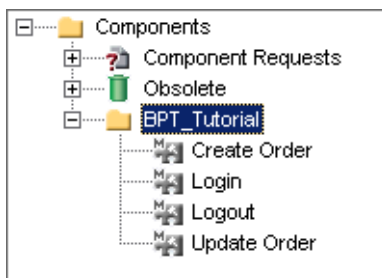 Components
Component Requests
Obsolete
BPT_Tutorial
M Create Order
M Login
M Logout
M Update Order